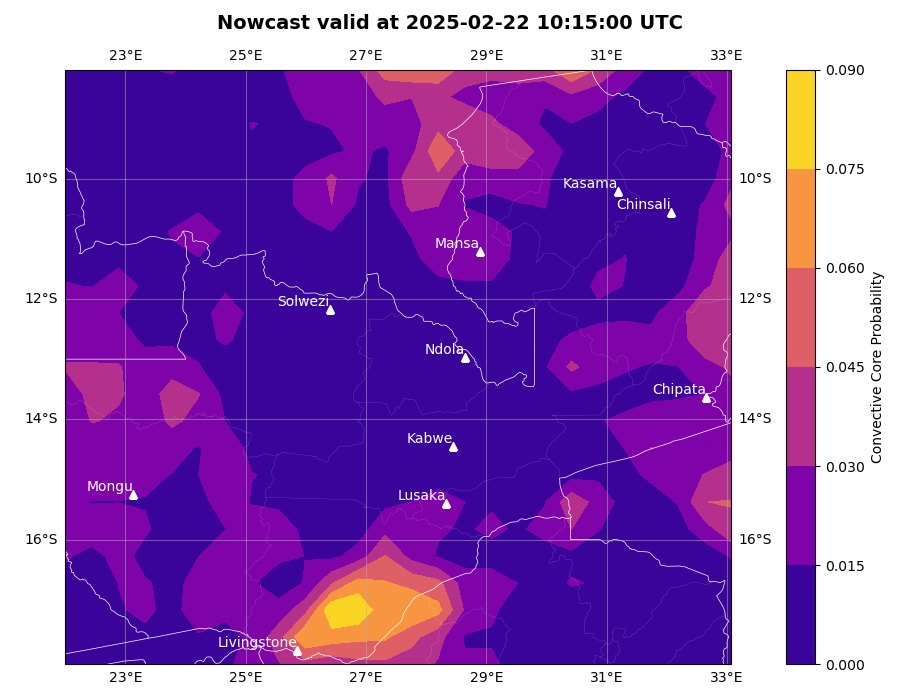 Nowcast valid at 2025-02-22 10:15:00 UTC
23°E 25°E 27°E 29°E 31°E 33°E
0.090
0.075
10°S 10°S
Kasama
Chinsali
Mansa
0.060
12°S 12°S
Solwezi
Ndola
0.045
Chipata
14°S 14°S
Kabwe
0.030
Mongu
Lusaka
16°S 16°S
0.015
Livingstone
0.000
23°E 25°E 27°E 29°E 31°E 33°E
Convective Core Probability